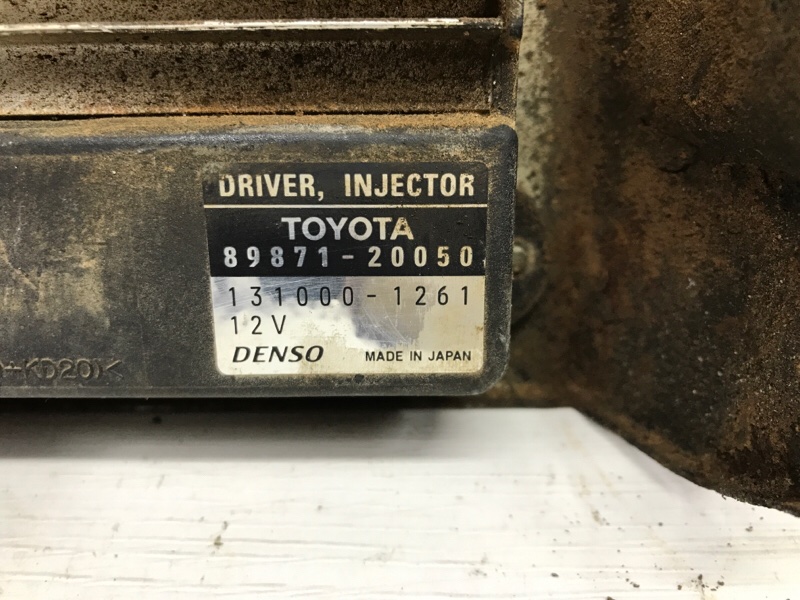 DRIVER, INJECTOR
TOYOTA
89871-20050
131000-1261
12V
DENSO MADE IN JAPAN